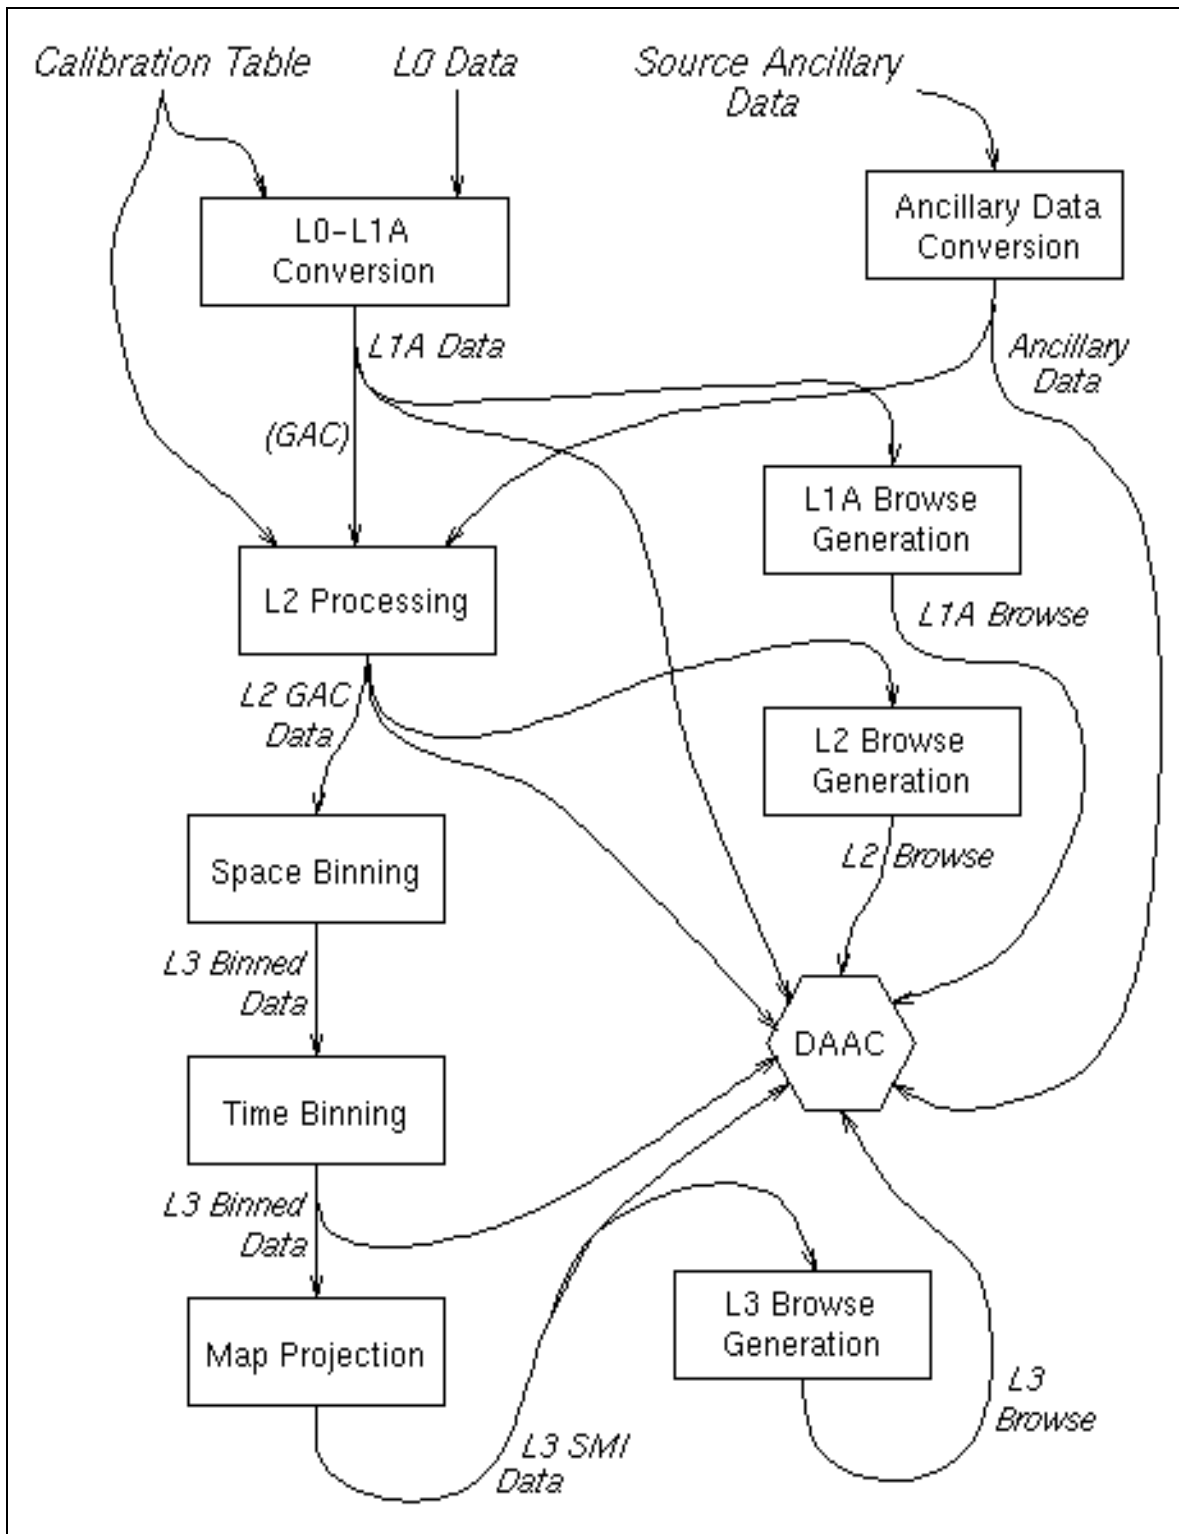 Calibration Table
L0 Data
Source Ancillary
Data
L0-L1A
Conversion
Ancillary Data
Conversion
L1A Data
Ancillary
Data
(GAC)
L1A Browse
Generation
L2 Processing
L1A Browse
L2 GAC
Data
L2 Browse
Generation
L2 Browse
Space Binning
L3 Binned
Data
DAAC
Time Binning
L3 Binned
Data
L3 Browse
Generation
Map Projection
L3
Browse
L3 SMI
Data